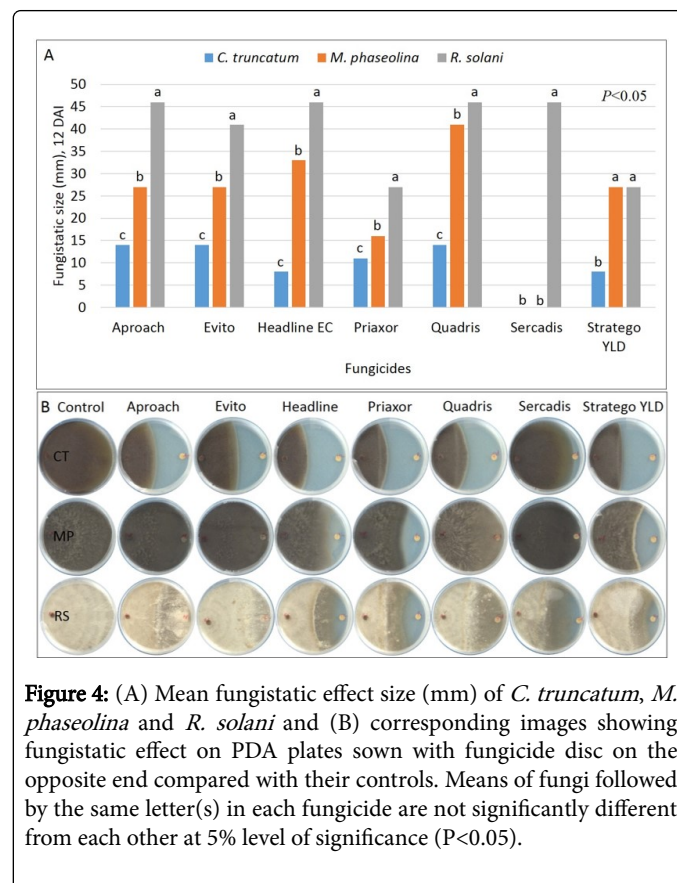 A
C. truncatum M. phaseolina R. solani
P<0.05
Fungistatic size (mm), 12 DAI
50
45
40
35
30
25
20
15
10
5
0
c b a
c b a
c b a
c b a
c b a
b b a
b a a
Aproach Evito Headline EC Priaxor Quadris Sercadis Stratego YLD
Fungicides
B Control Aproach Evito Headline Priaxor Quadris Sercadis Stratego YLD
CT
MP
RS
Figure 4: (A) Mean fungistatic effect size (mm) of C. truncatum, M.
phaseolina and R. solani and (B) corresponding images showing
fungistatic effect on PDA plates sown with fungicide disc on the
opposite end compared with their controls. Means of fungi followed
by the same letter(s) in each fungicide are not significantly different
from each other at 5% level of significance (P<0.05).